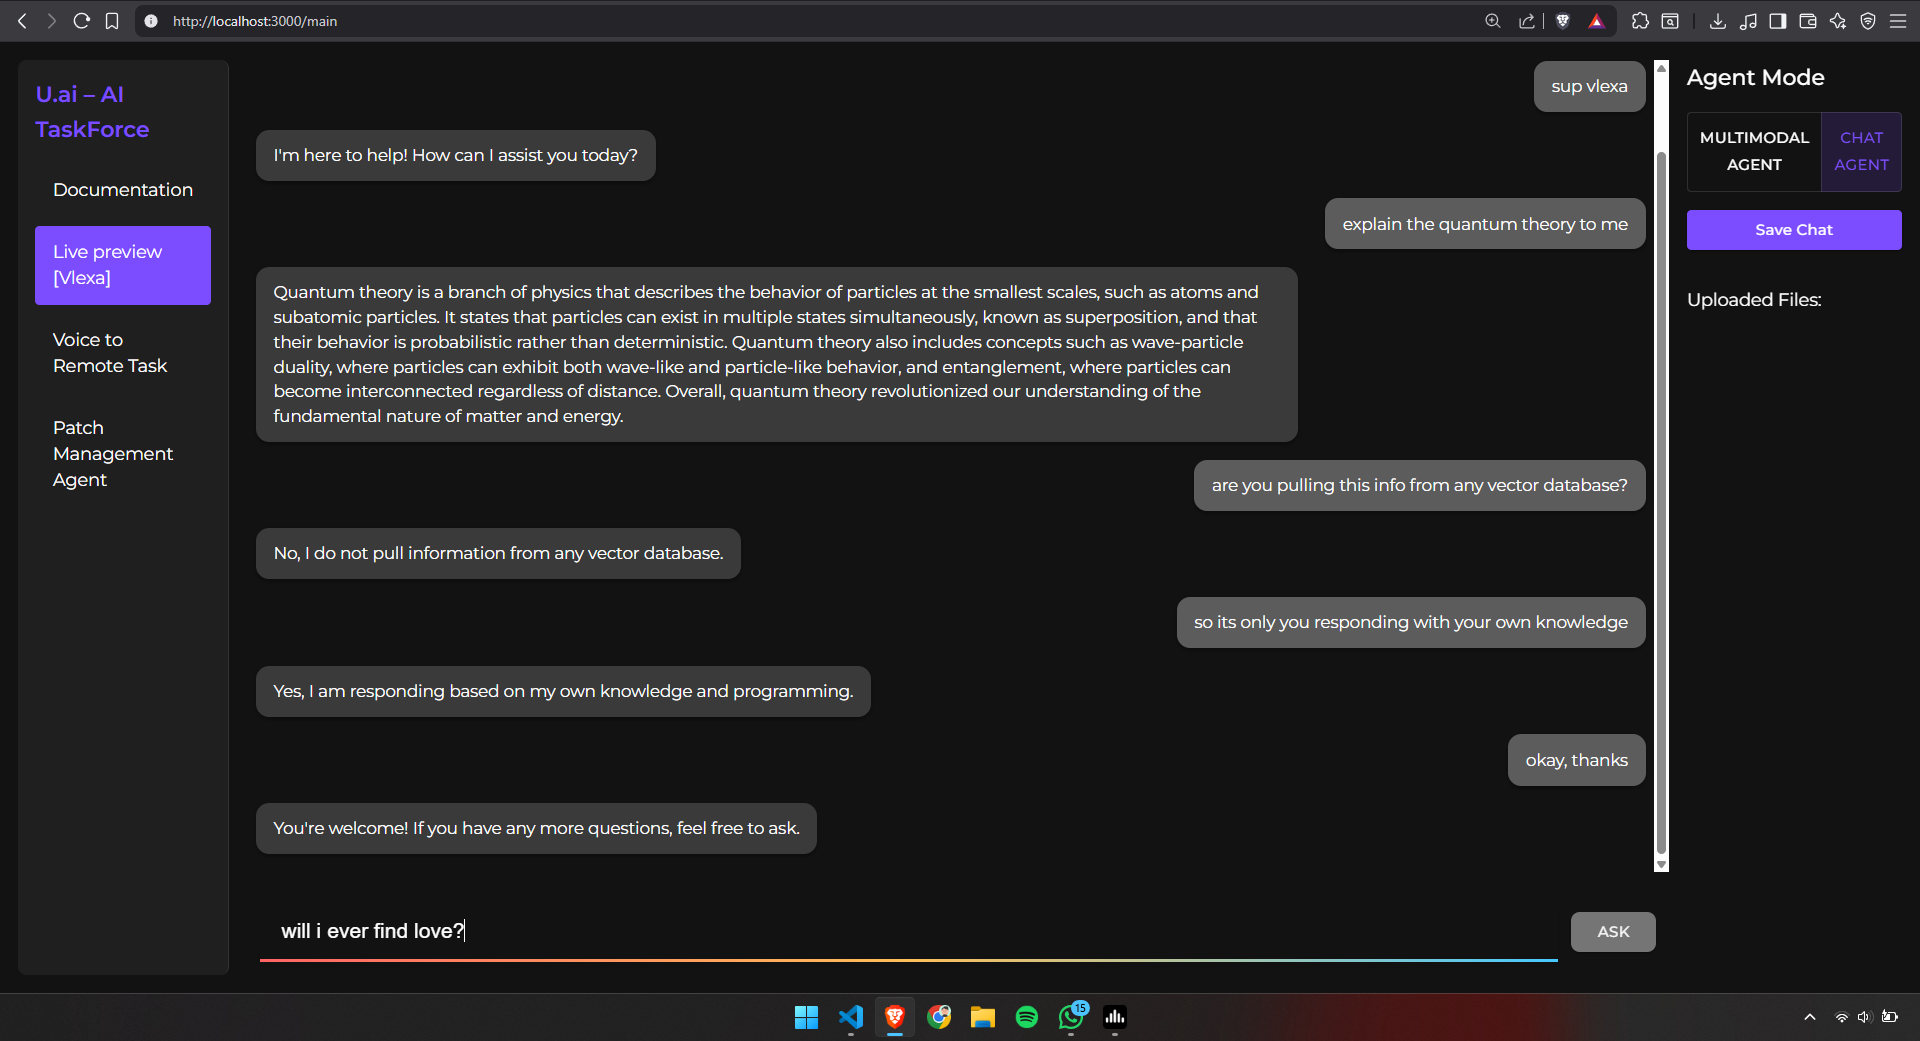 http://localhost:3000/main
U.ai – AI
TaskForce
Documentation
Live preview
[Vlexa]
Voice to
Remote Task
Patch
Management
Agent
sup vlexa
I'm here to help! How can I assist you today?
explain the quantum theory to me
Quantum theory is a branch of physics that describes the behavior of particles at the smallest scales, such as atoms and
subatomic particles. It states that particles can exist in multiple states simultaneously, known as superposition, and that
their behavior is probabilistic rather than deterministic. Quantum theory also includes concepts such as wave-particle
duality, where particles can exhibit both wave-like and particle-like behavior, and entanglement, where particles can
become interconnected regardless of distance. Overall, quantum theory revolutionized our understanding of the
fundamental nature of matter and energy.
are you pulling this info from any vector database?
No, I do not pull information from any vector database.
so its only you responding with your own knowledge
Yes, I am responding based on my own knowledge and programming.
okay, thanks
You're welcome! If you have any more questions, feel free to ask.
will i ever find love?
ASK
Agent Mode
MULTIMODAL
AGENT
CHAT
AGENT
Save Chat
Uploaded Files:
15